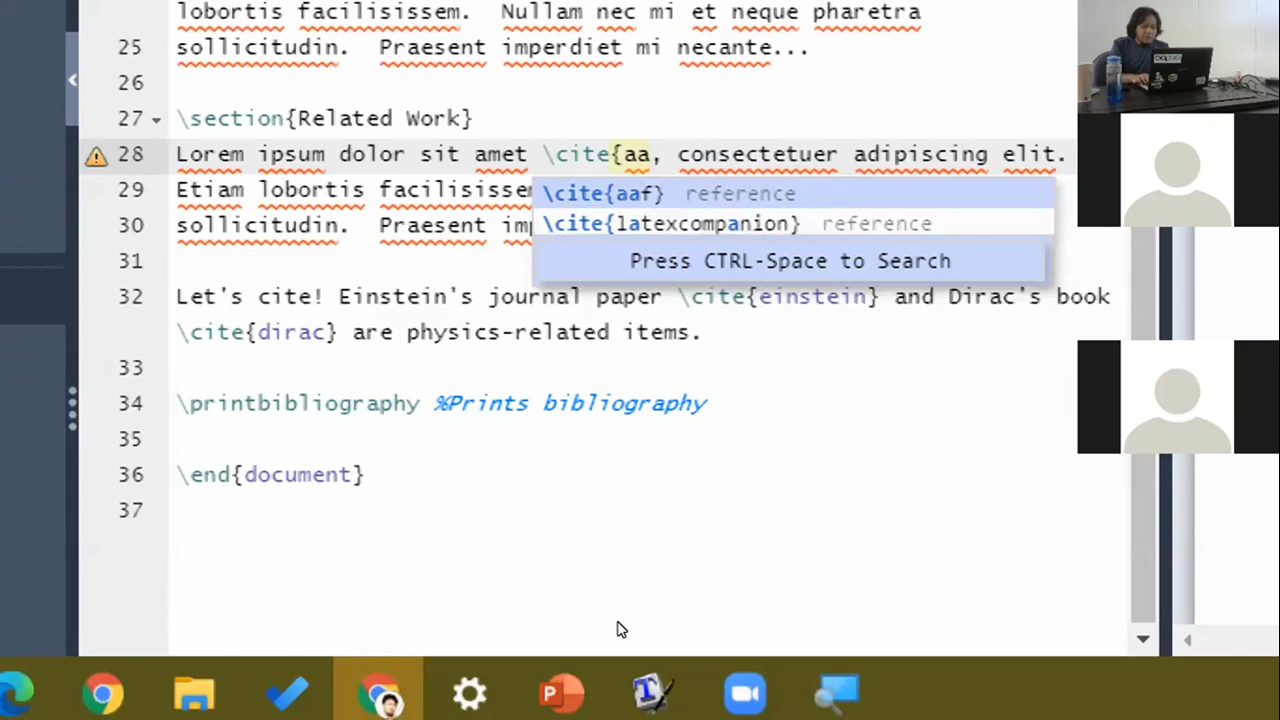 lobortis facilisissem.  Nullam nec mi et neque pharetra
25 sollicitudin.  Praesent imperdiet mi necante...
26
27 \section{Related Work}
28 Lorem ipsum dolor sit amet \cite{aa, consectetuer adipiscing elit.
\cite{aaf} reference
\cite{latexcompanion} reference
Press CTRL-Space to Search
29 Etiam lobortis facilisissem
30 sollicitudin.  Praesent imp
31
32 Let's cite! Einstein's journal paper \cite{einstein} and Dirac's book
\cite{dirac} are physics-related items.
33
34 \printbibliography %Prints bibliography
35
36 \end{document}
37